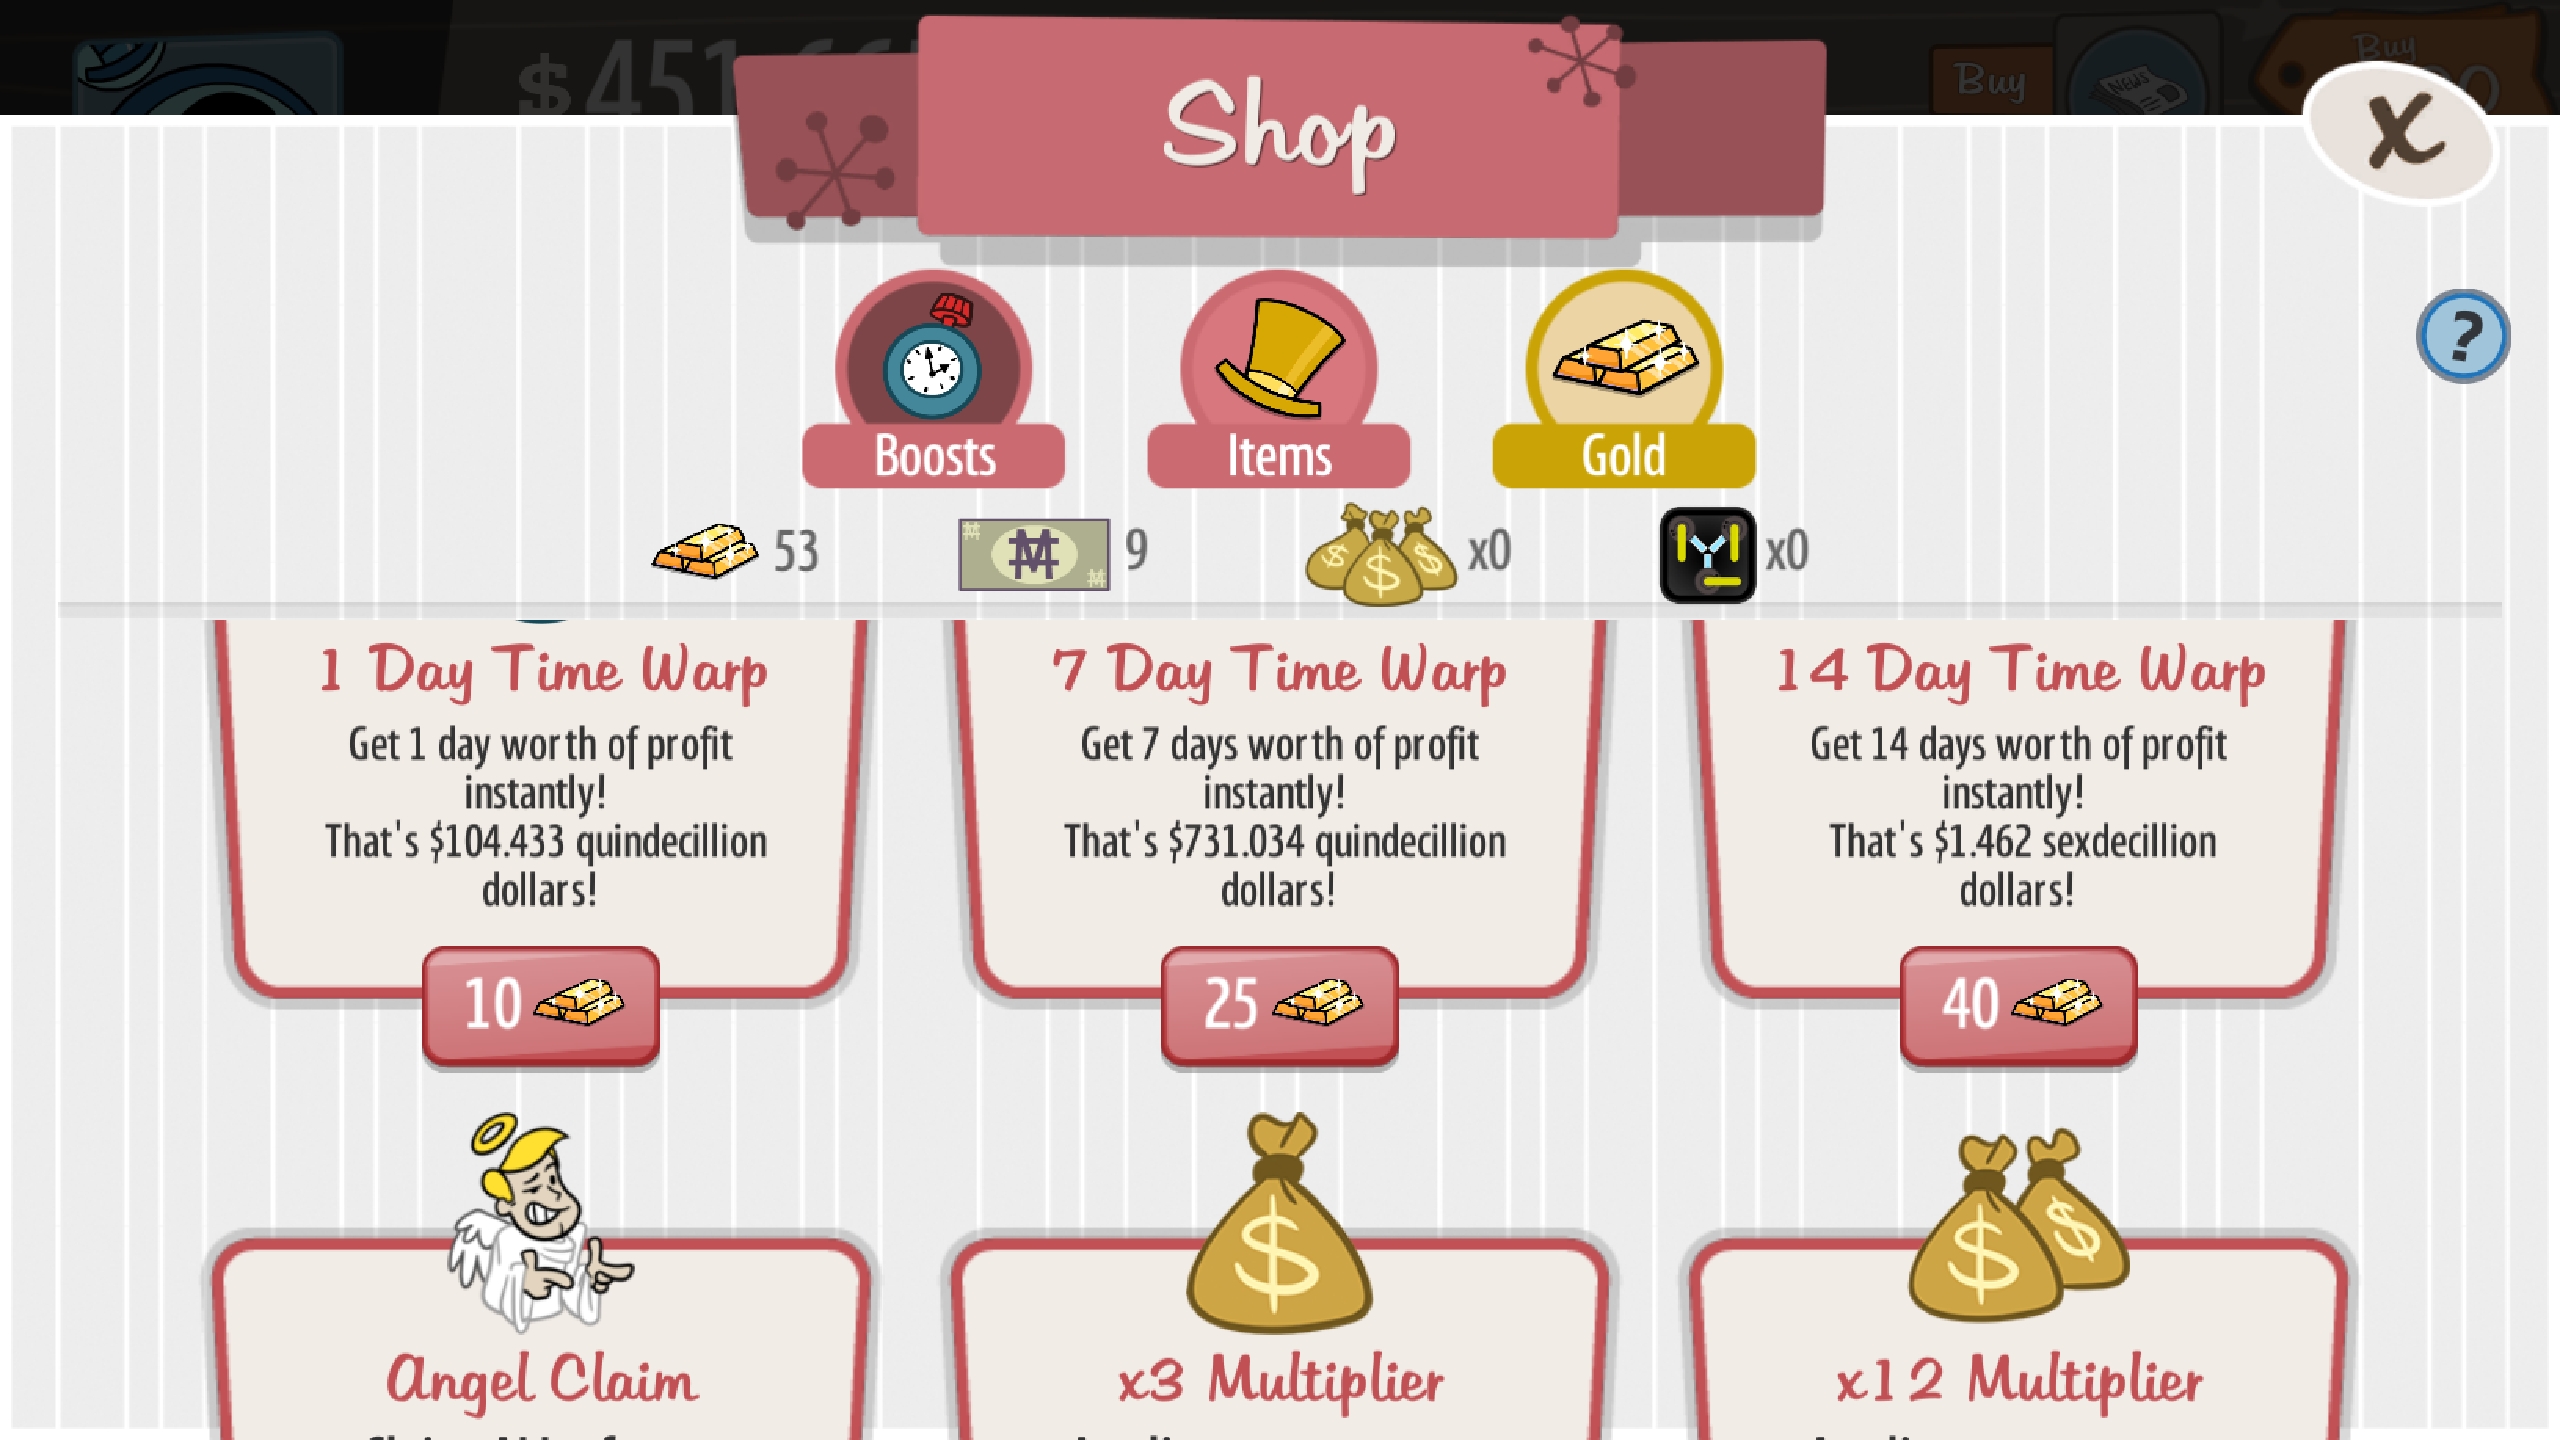 $451
Shop
Buy
NEWS
Buy
X
?
Boosts
Items
Gold
53
9
x0
x0
1 Day Time Warp
Get 1 day worth of profit
instantly!
That's $104.433 quindecillion
dollars!
10
7 Day Time Warp
Get 7 days worth of profit
instantly!
That's $731.034 quindecillion
dollars!
25
14 Day Time Warp
Get 14 days worth of profit
instantly!
That's $1.462 sexdecillion
dollars!
40
Angel Claim
x3 Multiplier
x12 Multiplier